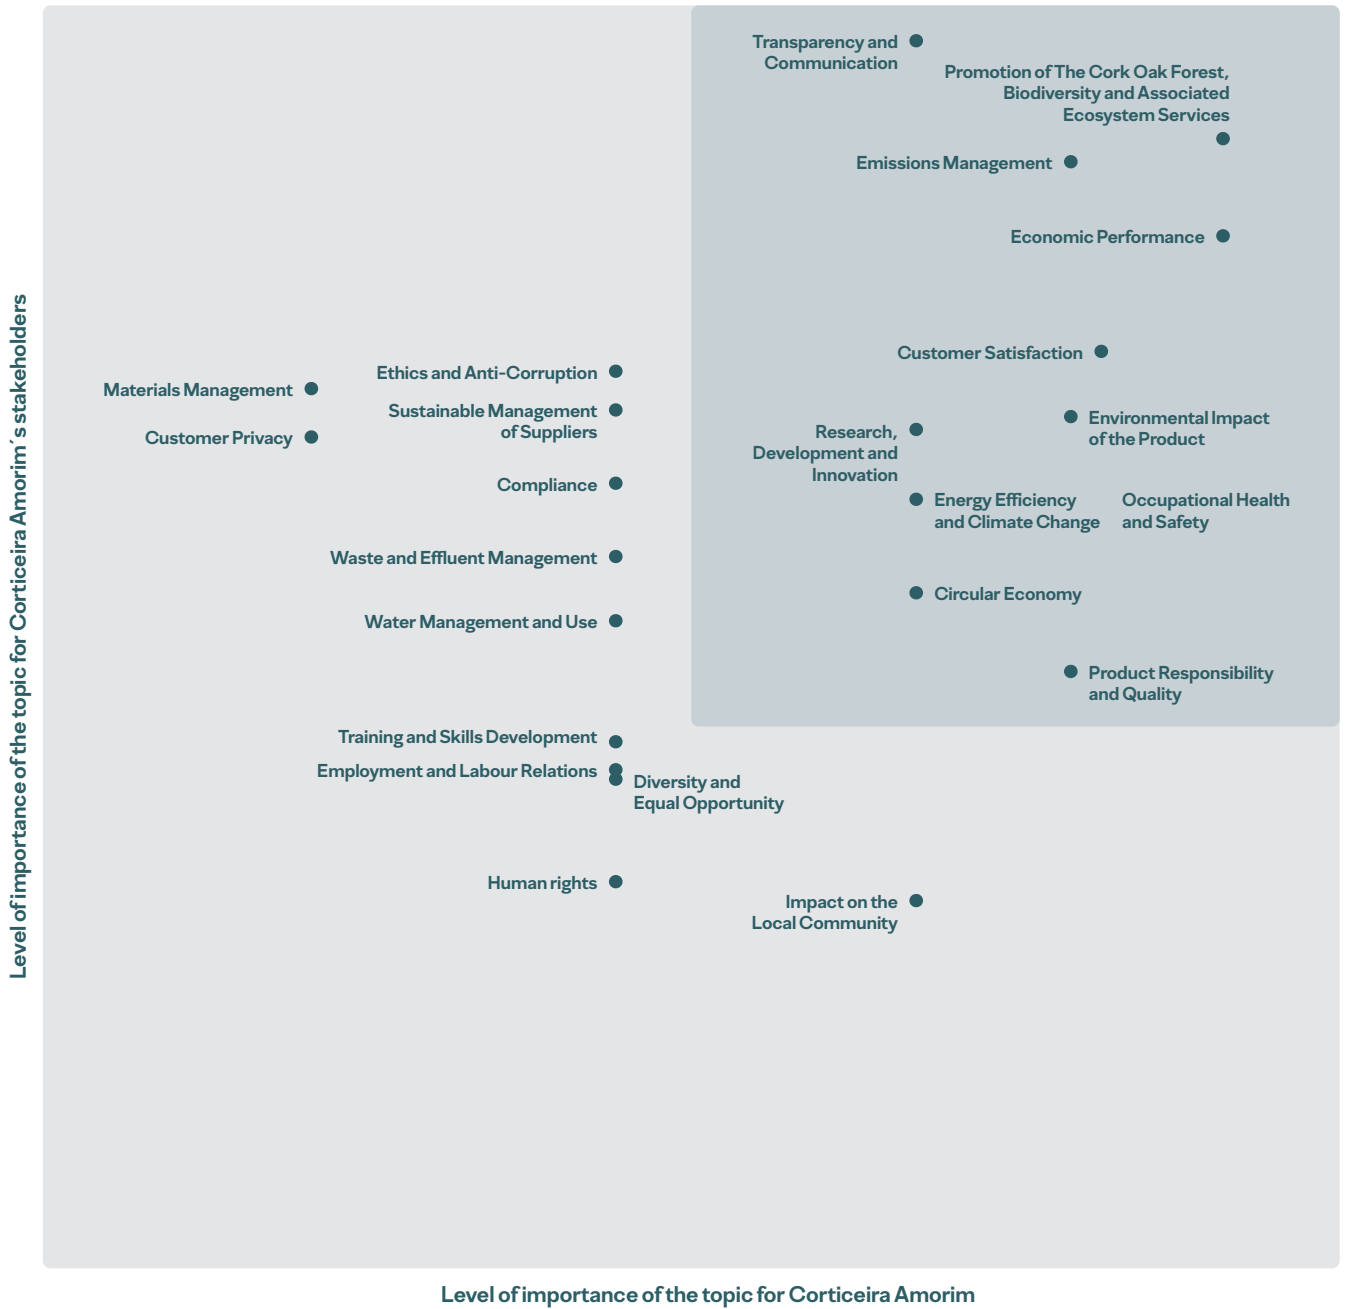 Transparency and
Communication
Promotion of The Cork Oak Forest,
Biodiversity and Associated
Ecosystem Services
Emissions Management
Economic Performance
Customer Satisfaction
Ethics and Anti-Corruption
Materials Management
Sustainable Management
of Suppliers
Customer Privacy
Environmental Impact
of the Product
Research,
Development and
Innovation
Compliance
Energy Efficiency
and Climate Change
Occupational Health
and Safety
Waste and Effluent Management
Circular Economy
Water Management and Use
Product Responsibility
and Quality
Training and Skills Development
Employment and Labour Relations
Diversity and
Equal Opportunity
Human rights
Impact on the
Local Community
Level of importance of the topic for Corticeira Amorim´s stakeholders
Level of importance of the topic for Corticeira Amorim